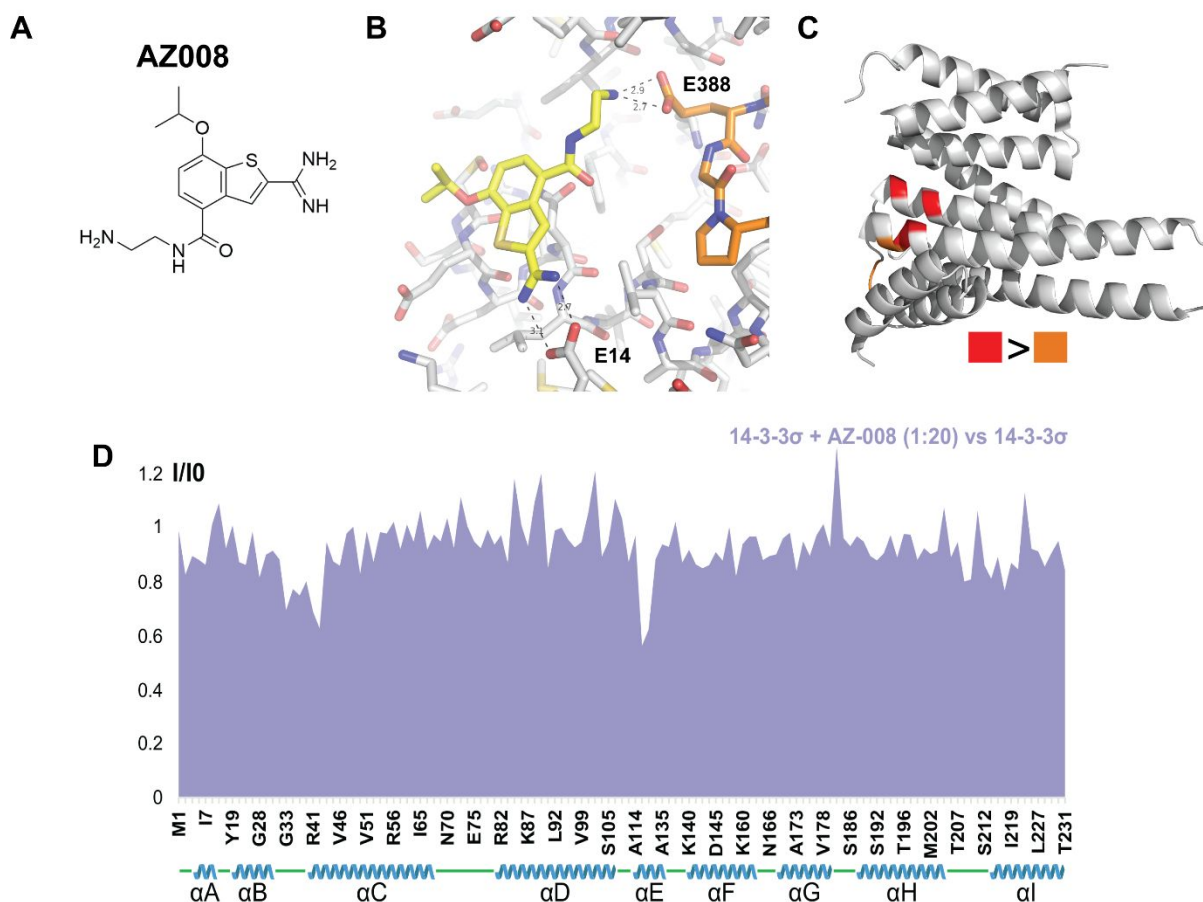 A
AZ008
O
S
NH2
NH
H2N
N
H
O
B
E388
2.9
2.7
2.7
3.1
E14
C
>
D
I/I0
14-3-3σ + AZ-008 (1:20) vs 14-3-3σ
1.2
1
0.8
0.6
0.4
0.2
0
M1 I7 Y19 G28 G33 R41 V46 V51 R56 I65 N70 E75 R82 K87 L92 V99 S105 A114 A135 K140 D145 K160 N166 A173 V178 S186 S192 T196 M202 T207 S212 I219 L227 T231
αA αB αC αD αE αF αG αH αI